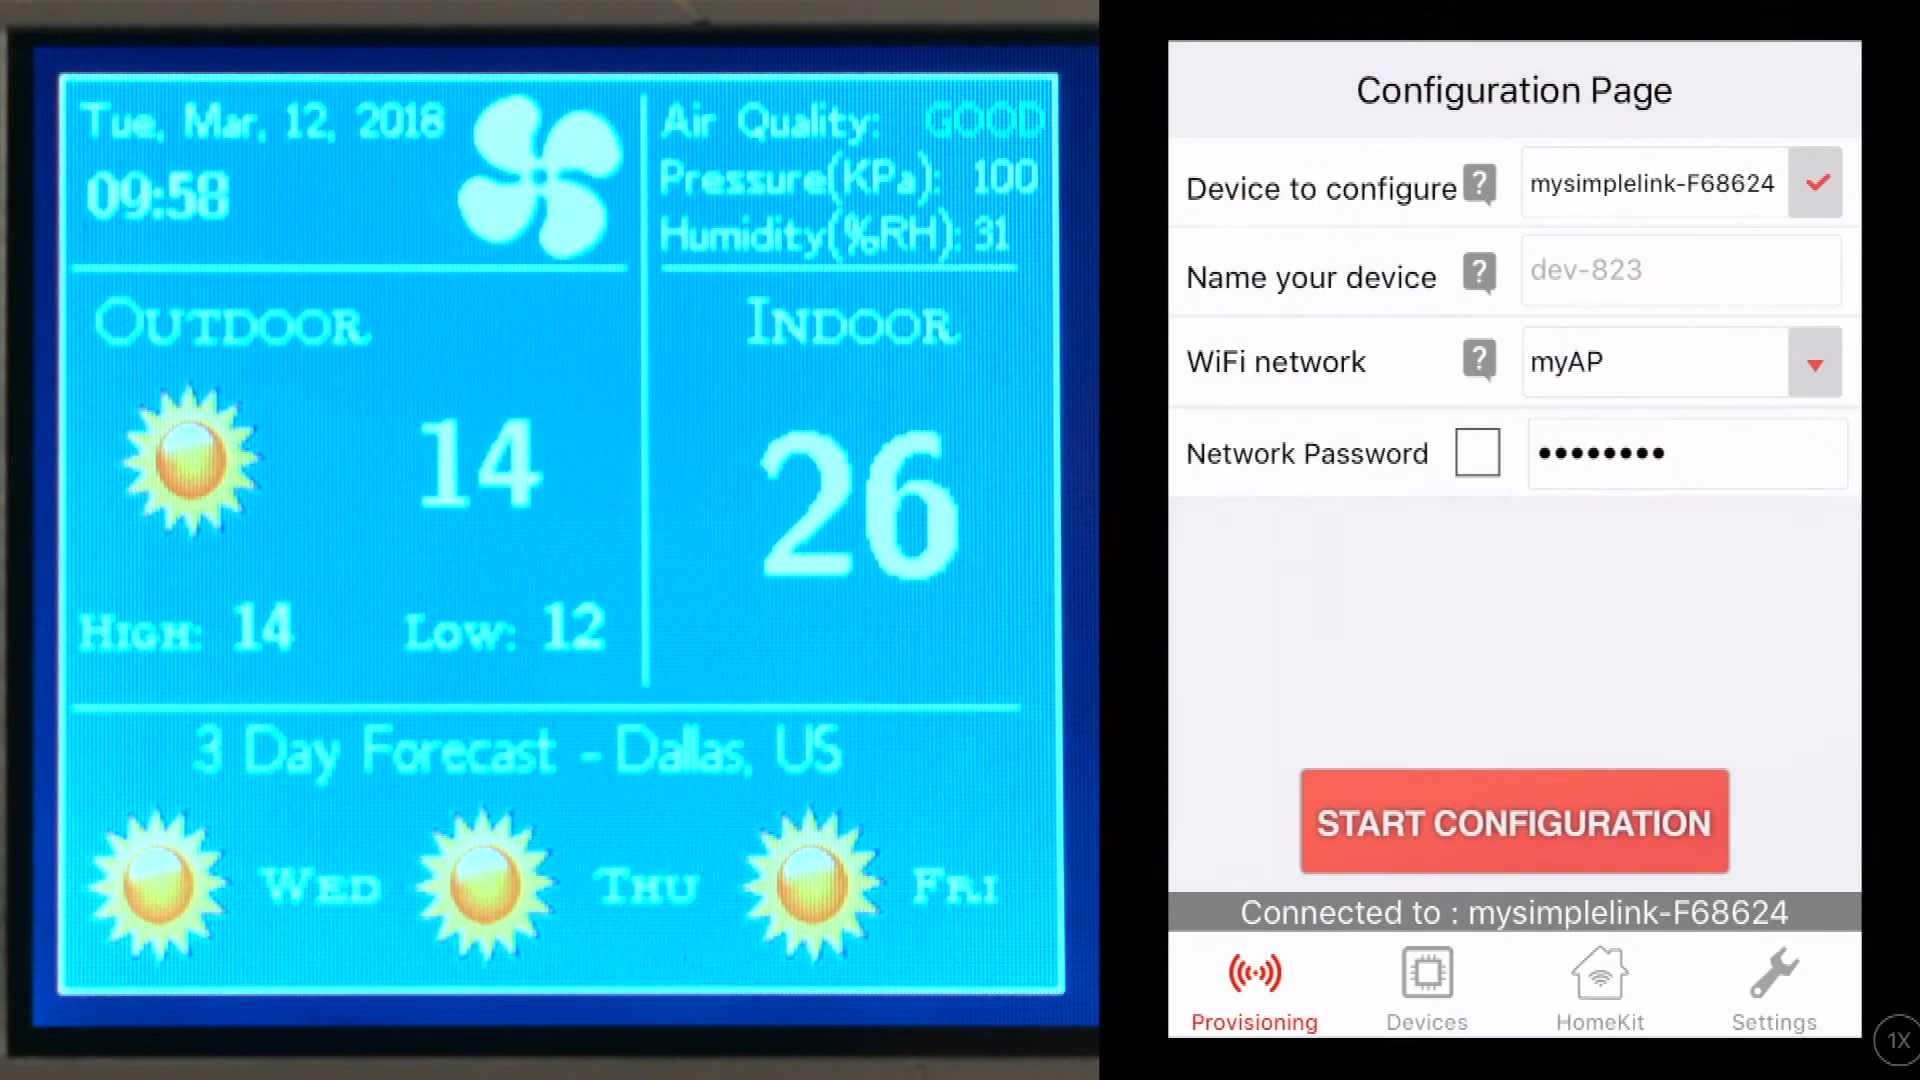 Tue, Mar, 12, 2018
09:58
Air Quality: GOOD
Pressure(KPa): 100
Humidity(%RH): 31
OUTDOOR
14
HIGH: 14
LOW: 12
INDOOR
26
3 Day Forecast - Dallas, US
WED
THU
FRI
Configuration Page
Device to configure ? mysimplelink-F68624
Name your device ? dev-823
WiFi network ? myAP
Network Password ••••••••
START CONFIGURATION
Connected to : mysimplelink-F68624
Provisioning
Devices
HomeKit
Settings
1X